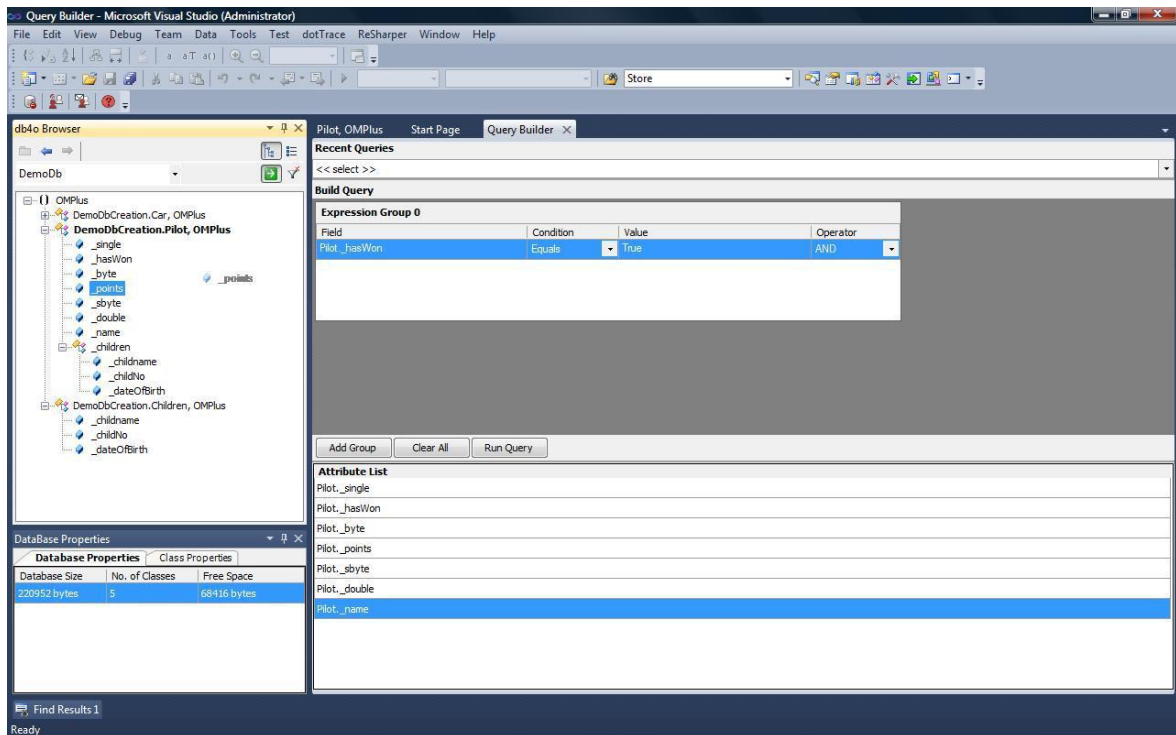 Query Builder - Microsoft Visual Studio (Administrator)
File Edit View Debug Team Data Tools Test dotTrace ReSharper Window Help
Store
db4o Browser
DemoDb
OMPlus
DemoDbCreation.Car, OMPlus
DemoDbCreation.Pilot, OMPlus
_single
_hasWon
_byte
_points
_points
_sbyte
_double
_name
_children
_childname
_childNo
_dateOfBirth
DemoDbCreation.Children, OMPlus
_childname
_childNo
_dateOfBirth
DataBase Properties
Database Properties Class Properties
Database Size No. of Classes Free Space
220952 bytes 5 68416 bytes
Pilot, OMPlus Start Page Query Builder
Recent Queries
<< select >>
Build Query
Expression Group 0
Field Condition Value Operator
Pilot._hasWon Equals True AND
Add Group Clear All Run Query
Attribute List
Pilot._single
Pilot._hasWon
Pilot._byte
Pilot._points
Pilot._sbyte
Pilot._double
Pilot._name
Find Results 1
Ready